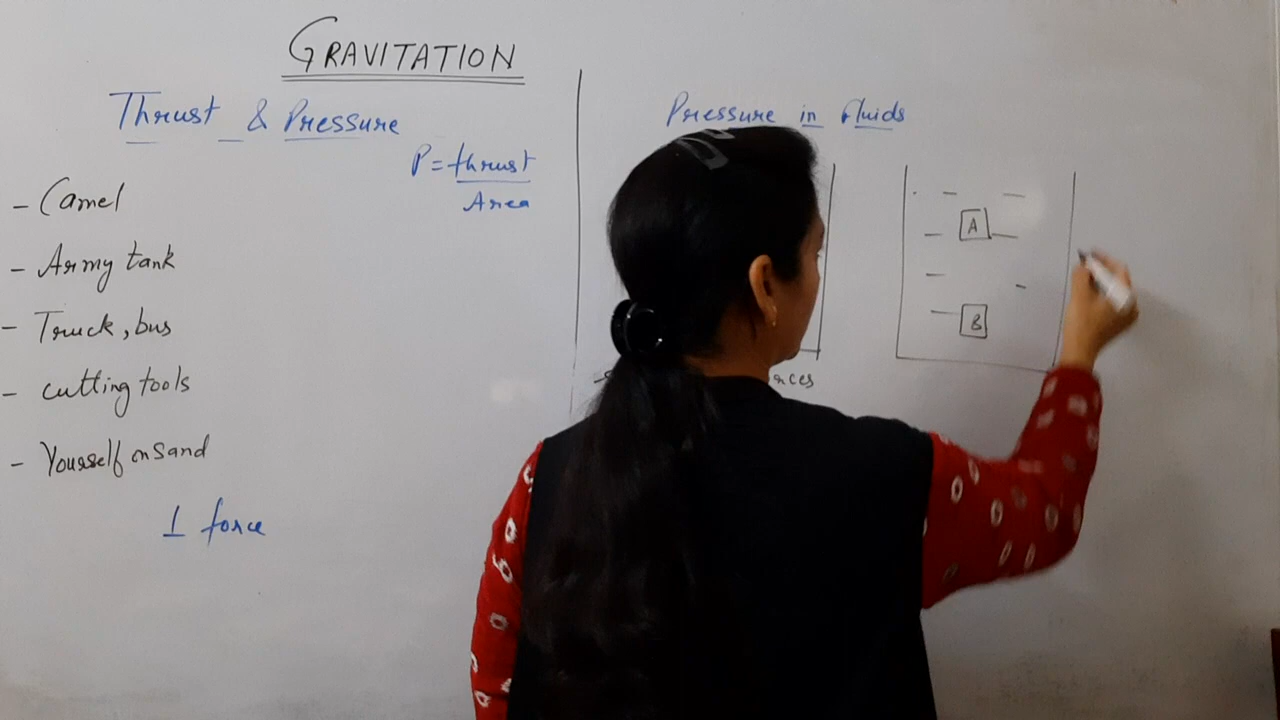 GRAVITATION
Thrust & Pressure
P = thrust
Area
- Camel
- Army tank
- Truck, bus
- cutting tools
- Yourself on Sand
⊥ force
Pressure in Fluids
A
B